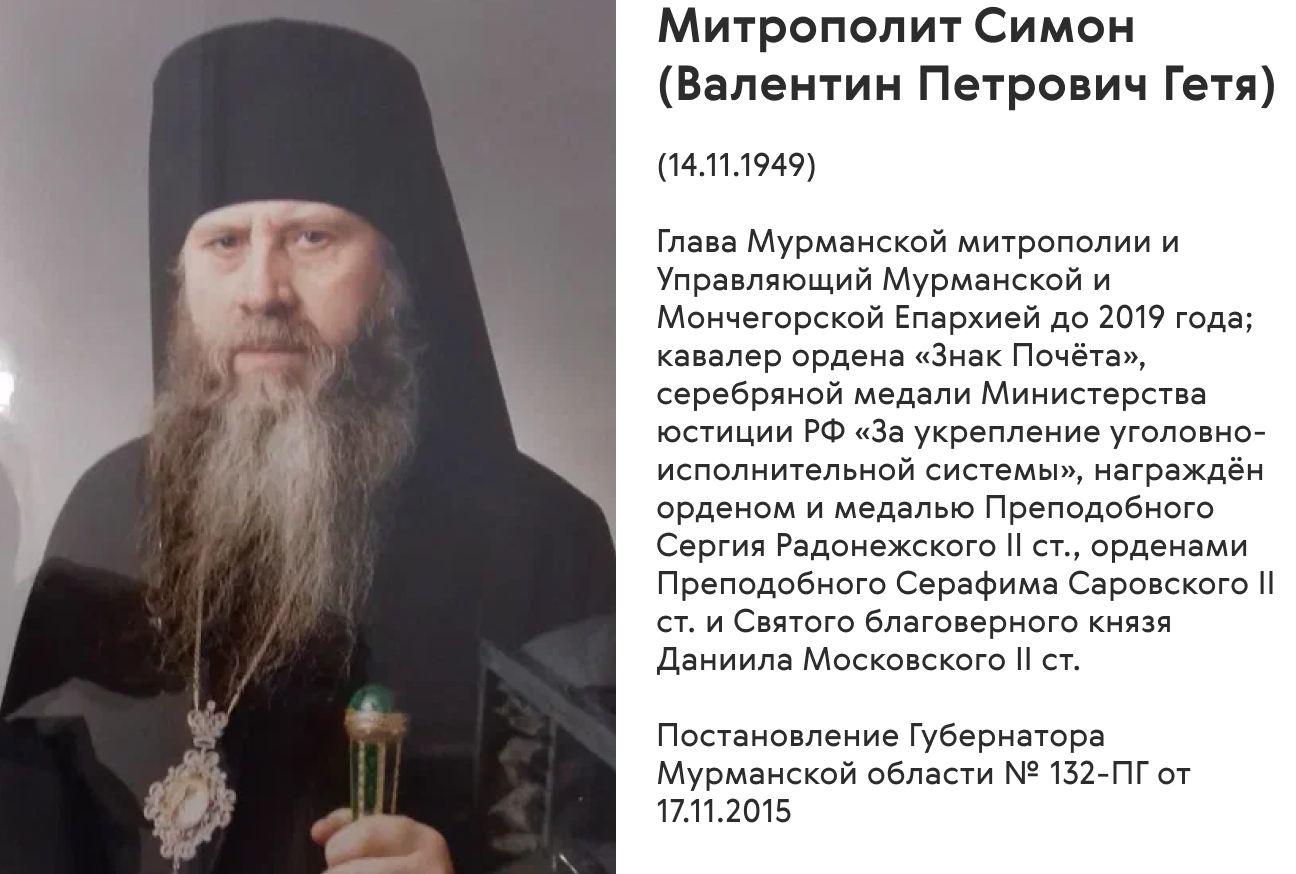 Митрополит Симон
(Валентин Петрович Гетя)
(14.11.1949)
Глава Мурманской митрополии и
Управляющий Мурманской и
Мончегорской Епархией до 2019 года;
кавалер ордена «Знак Почёта»,
серебряной медали Министерства
юстиции РФ «За укрепление уголовно-
исполнительной системы», награждён
орденом и медалью Преподобного
Сергия Радонежского II ст., орденами
Преподобного Серафима Саровского II
ст. и Святого благоверного князя
Даниила Московского II ст.
Постановление Губернатора
Мурманской области № 132-ПГ от
17.11.2015